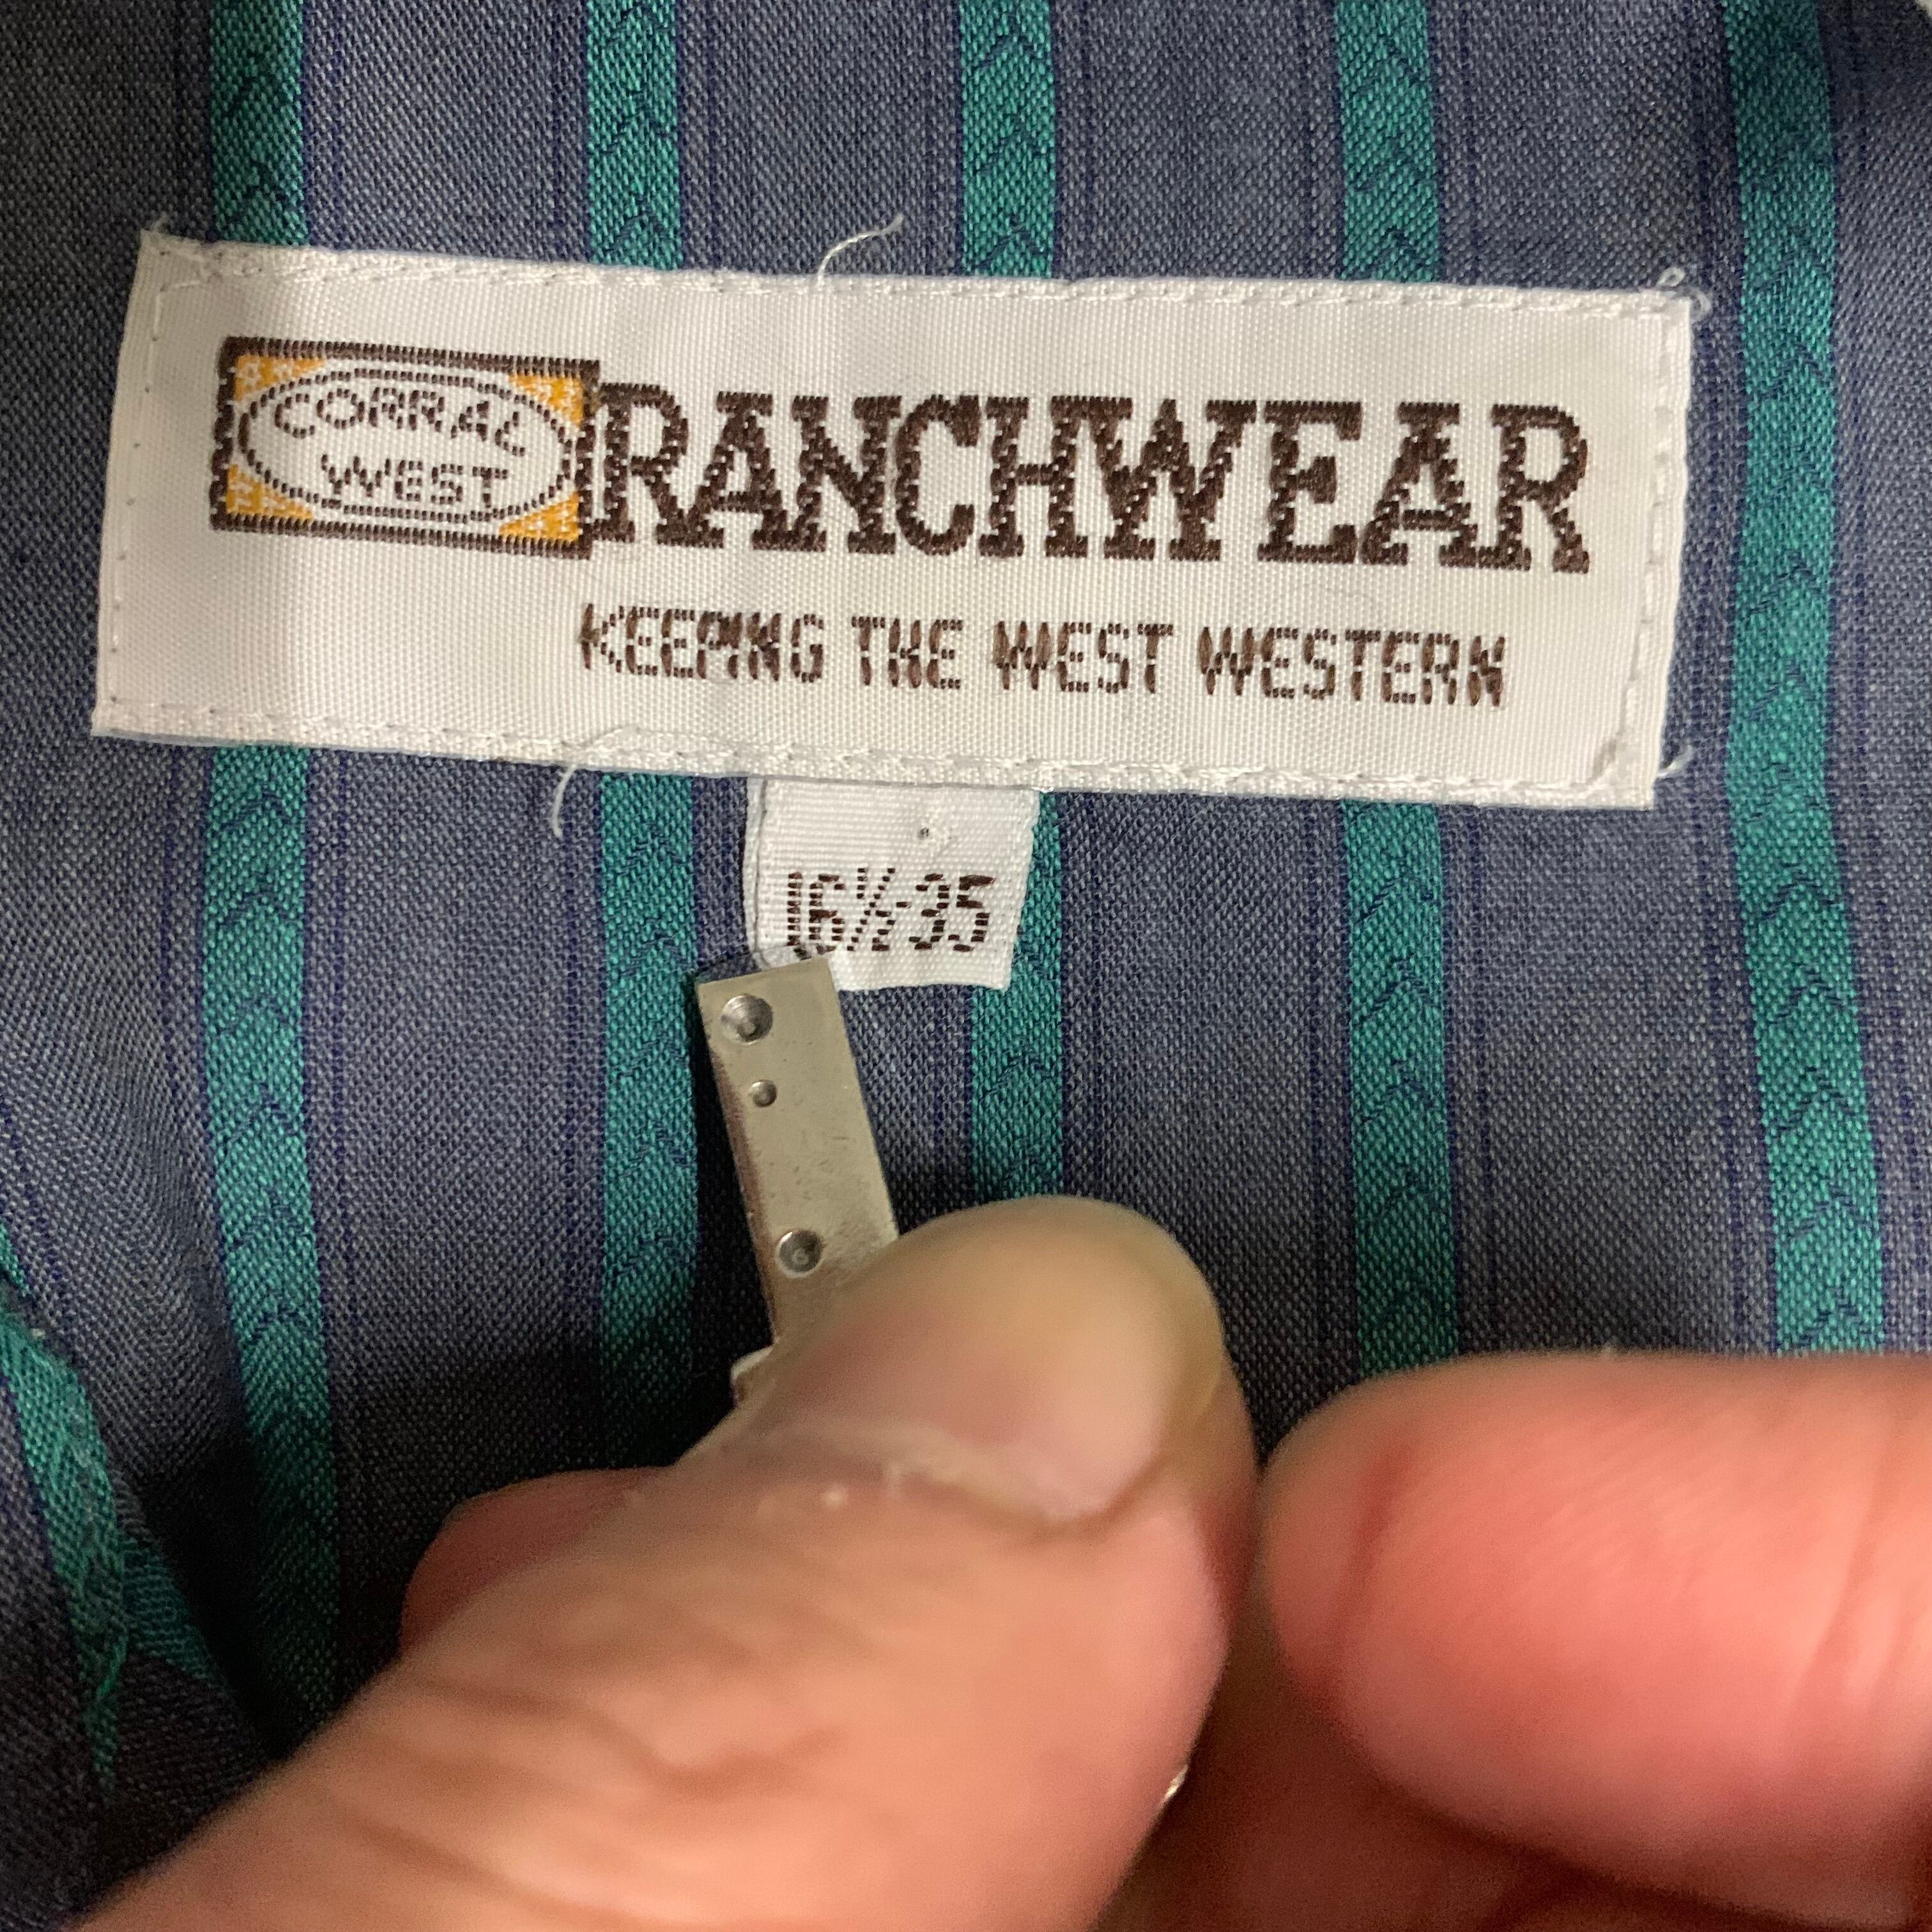 CORRAL
WEST
RANCHWEAR
KEEPING THE WEST WESTERN
16½-35